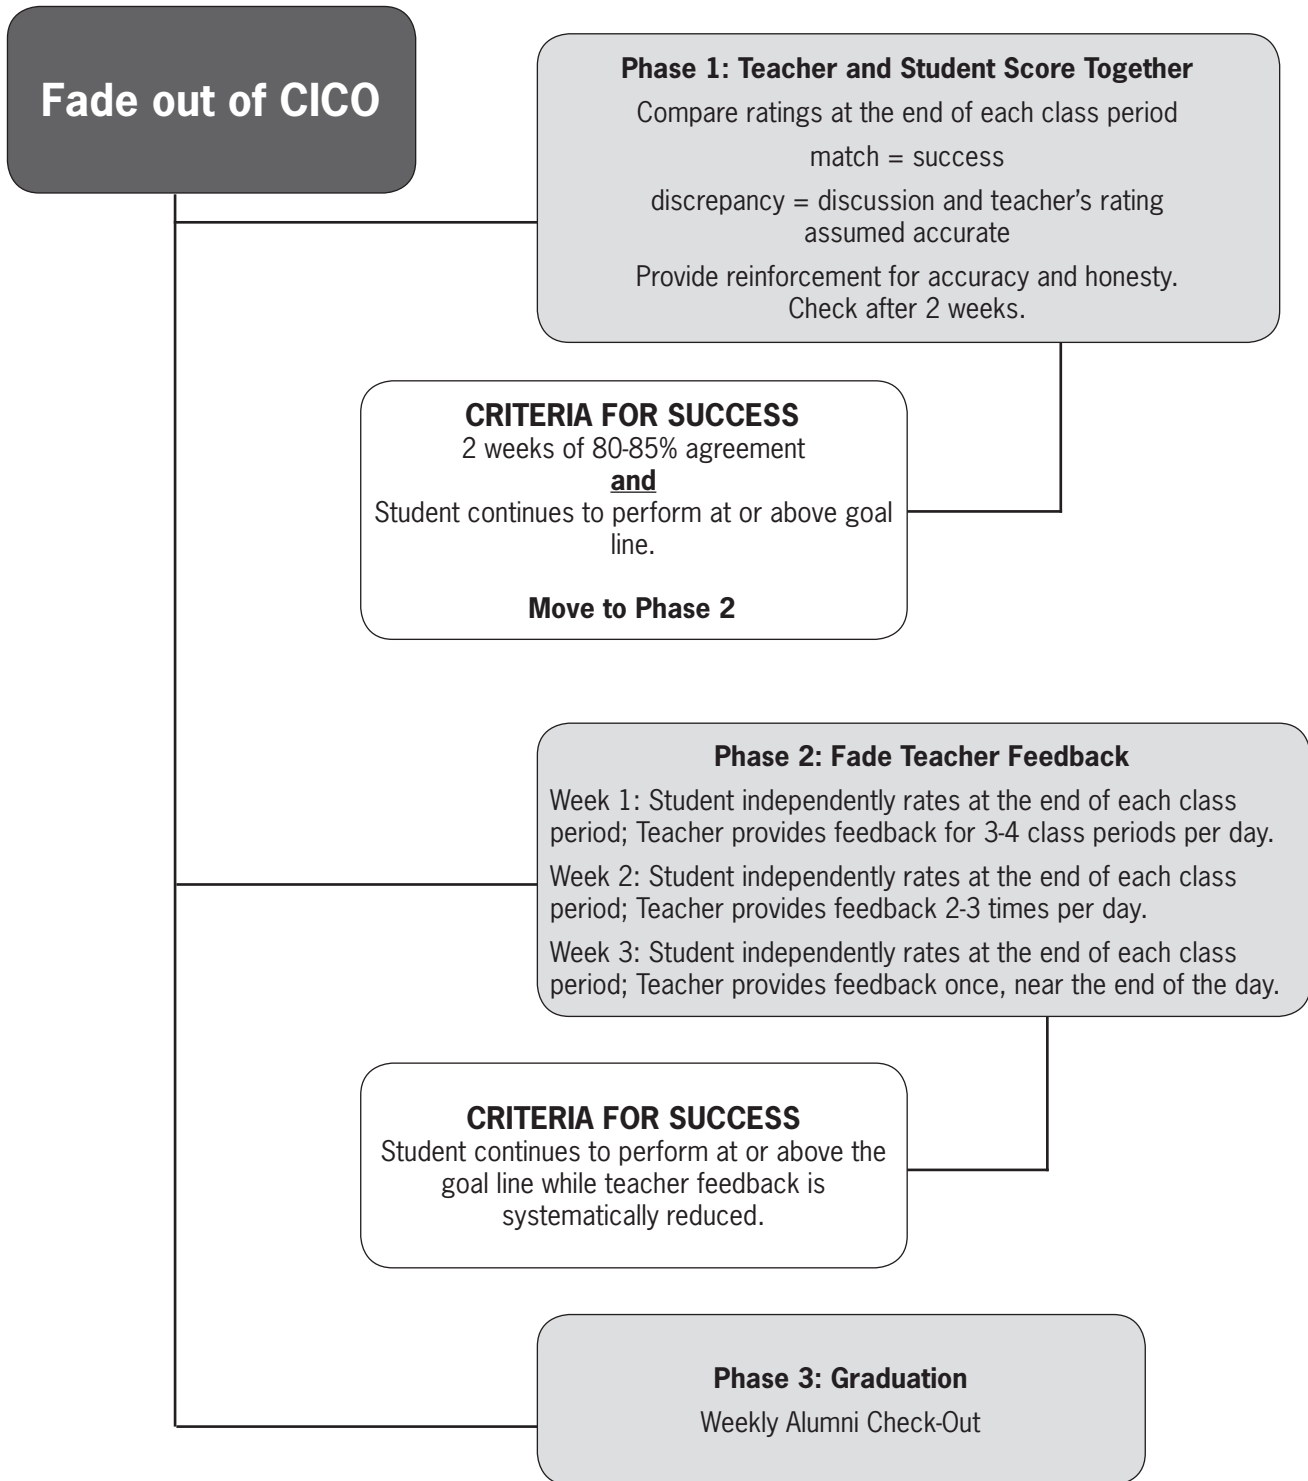 Fade out of CICO
Phase 1: Teacher and Student Score Together
Compare ratings at the end of each class period
match = success
discrepancy = discussion and teacher’s rating
assumed accurate
Provide reinforcement for accuracy and honesty.
Check after 2 weeks.
CRITERIA FOR SUCCESS
2 weeks of 80-85% agreement
and
Student continues to perform at or above goal
line.
Move to Phase 2
Phase 2: Fade Teacher Feedback
Week 1: Student independently rates at the end of each class
period; Teacher provides feedback for 3-4 class periods per day.
Week 2: Student independently rates at the end of each class
period; Teacher provides feedback 2-3 times per day.
Week 3: Student independently rates at the end of each class
period; Teacher provides feedback once, near the end of the day.
CRITERIA FOR SUCCESS
Student continues to perform at or above the
goal line while teacher feedback is
systematically reduced.
Phase 3: Graduation
Weekly Alumni Check-Out